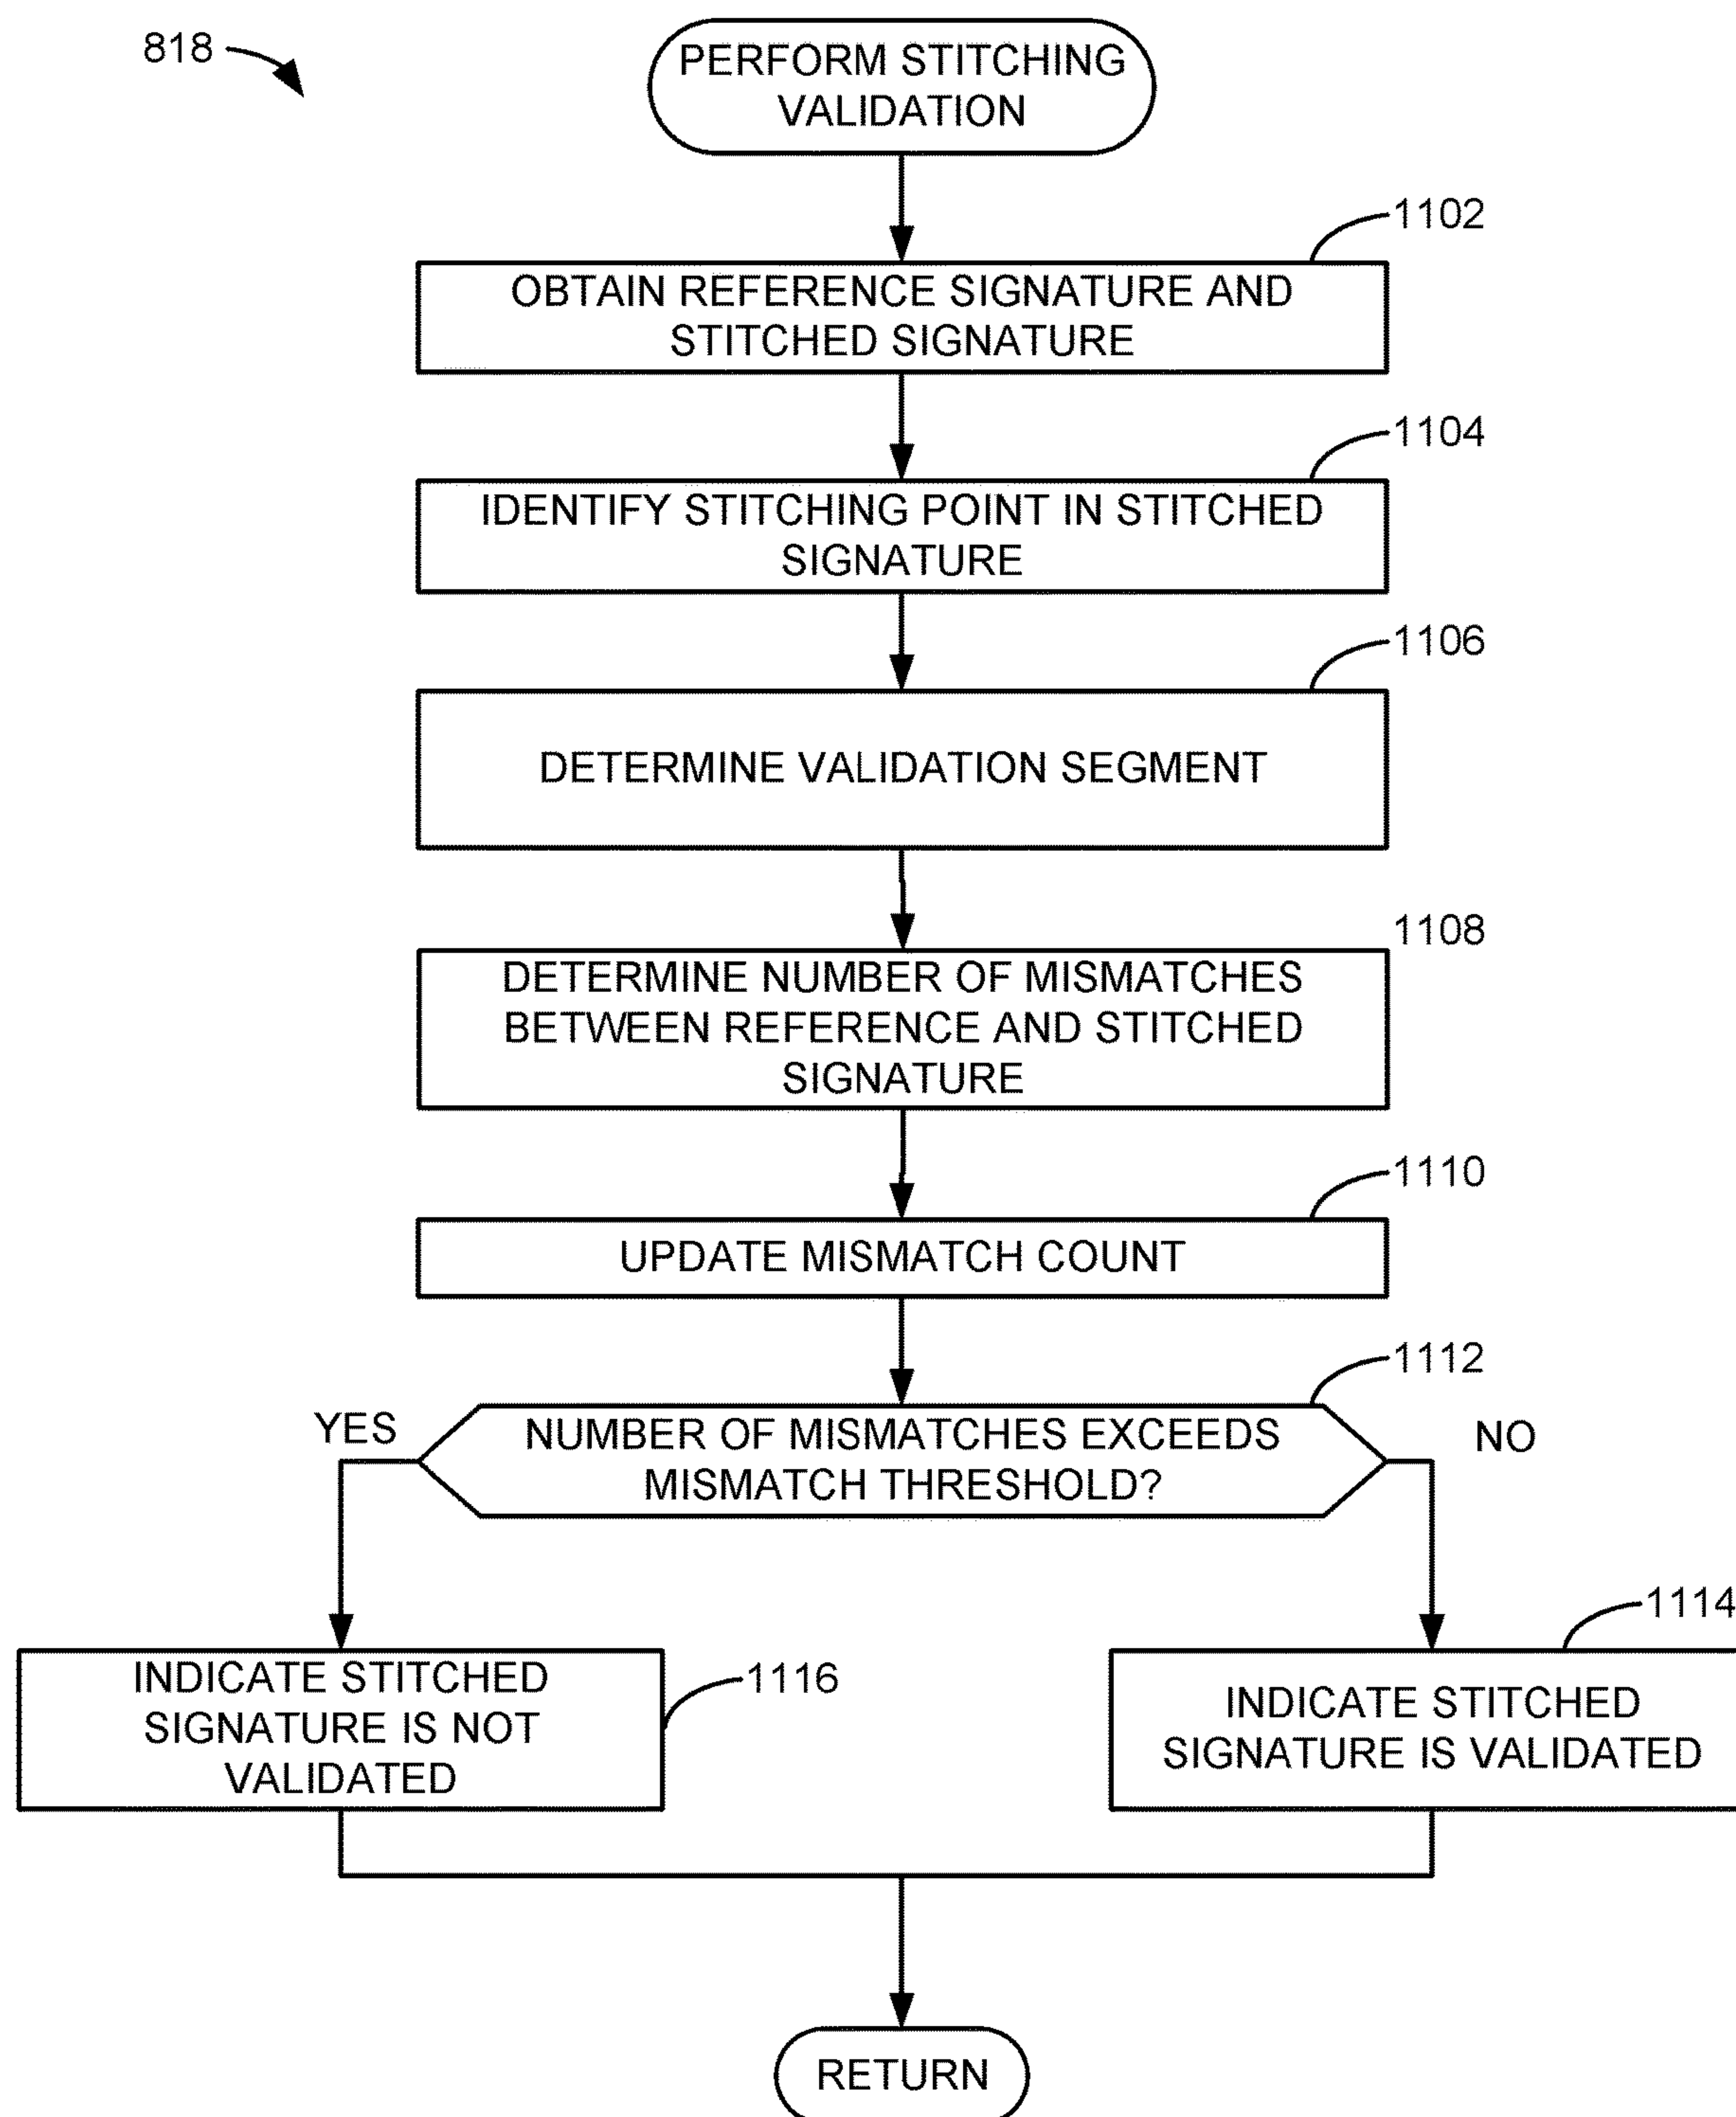 818
PERFORM STITCHING
VALIDATION
1102
OBTAIN REFERENCE SIGNATURE AND
STITCHED SIGNATURE
1104
IDENTIFY STITCHING POINT IN STITCHED
SIGNATURE
1106
DETERMINE VALIDATION SEGMENT
1108
DETERMINE NUMBER OF MISMATCHES
BETWEEN REFERENCE AND STITCHED
SIGNATURE
1110
UPDATE MISMATCH COUNT
1112
YES
NUMBER OF MISMATCHES EXCEEDS
MISMATCH THRESHOLD?
NO
1116
INDICATE STITCHED
SIGNATURE IS NOT
VALIDATED
1114
INDICATE STITCHED
SIGNATURE IS VALIDATED
RETURN